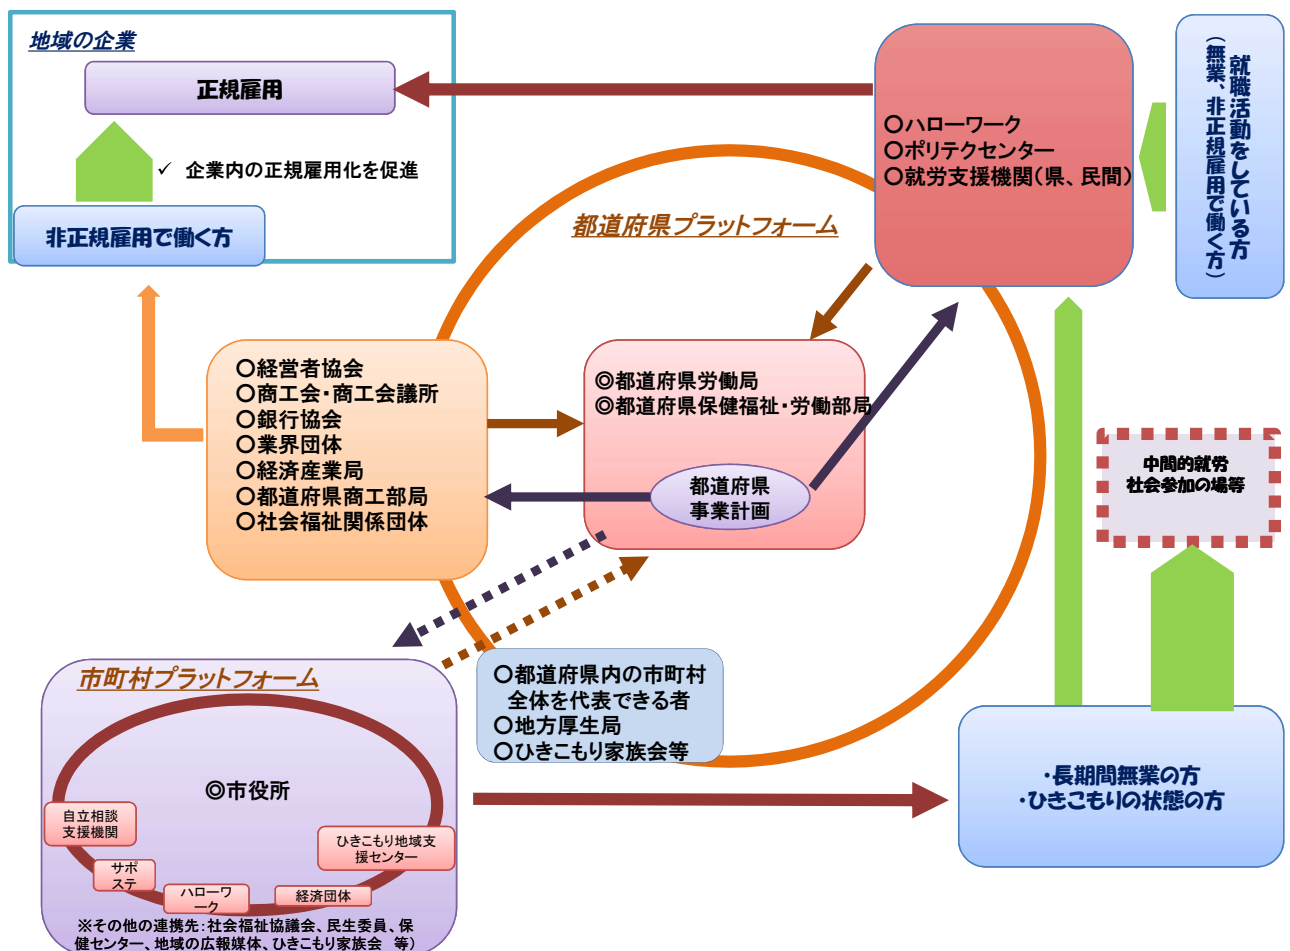 地域の企業
正規雇用
✓ 企業内の正規雇用化を促進
非正規雇用で働く方
都道府県プラットフォーム
〇ハローワーク
〇ポリテクセンター
〇就労支援機関(県、民間)
就職活動をしている方
(無業、非正規雇用で働く方)
〇経営者協会
〇商工会・商工会議所
〇銀行協会
〇業界団体
〇経済産業局
〇都道府県商工部局
〇社会福祉関係団体
◎都道府県労働局
◎都道府県保健福祉・労働部局
都道府県
事業計画
中間的就労
社会参加の場等
市町村プラットフォーム
◎市役所
自立相談
支援機関
サポ
ステ
ハローワ
ーク
経済団体
ひきこもり地域支
援センター
※その他の連携先:社会福祉協議会、民生委員、保
健センター、地域の広報媒体、ひきこもり家族会 等)
〇都道府県内の市町村
全体を代表できる者
〇地方厚生局
〇ひきこもり家族会等
・長期間無業の方
・ひきこもりの状態の方